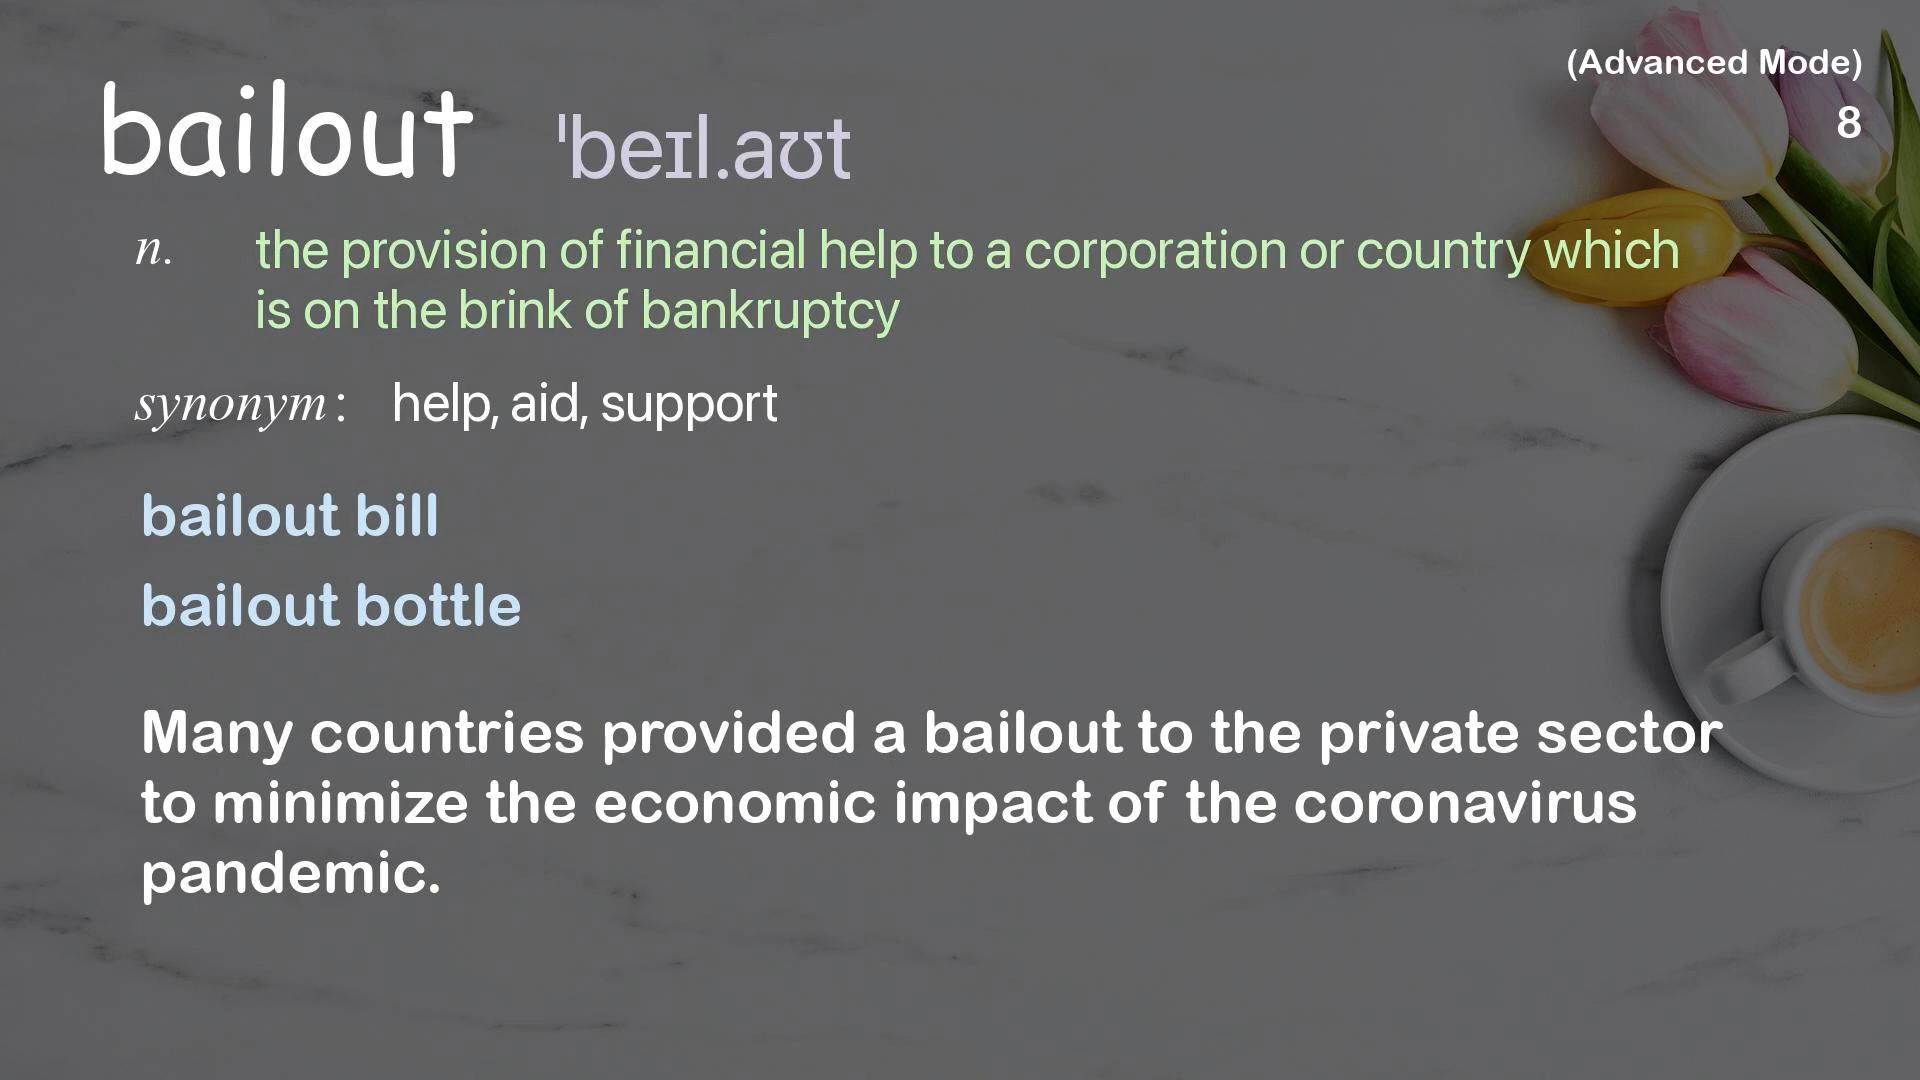 (Advanced Mode)
8
bailout ˈbeɪl.aʊt
n. the provision of financial help to a corporation or country which
is on the brink of bankruptcy
synonym: help, aid, support
bailout bill
bailout bottle
Many countries provided a bailout to the private sector
to minimize the economic impact of the coronavirus
pandemic.